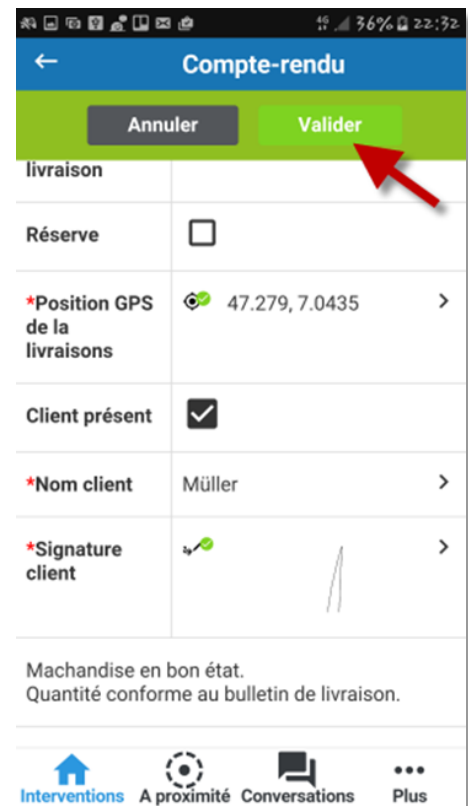 36% 22:32
Compte-rendu
Annuler Valider
livraison
Réserve
*Position GPS
de la
livraisons
47.279, 7.0435
Client présent
*Nom client
Müller
*Signature
client
Machandise en bon état.
Quantité conforme au bulletin de livraison.
Interventions A proximité Conversations Plus